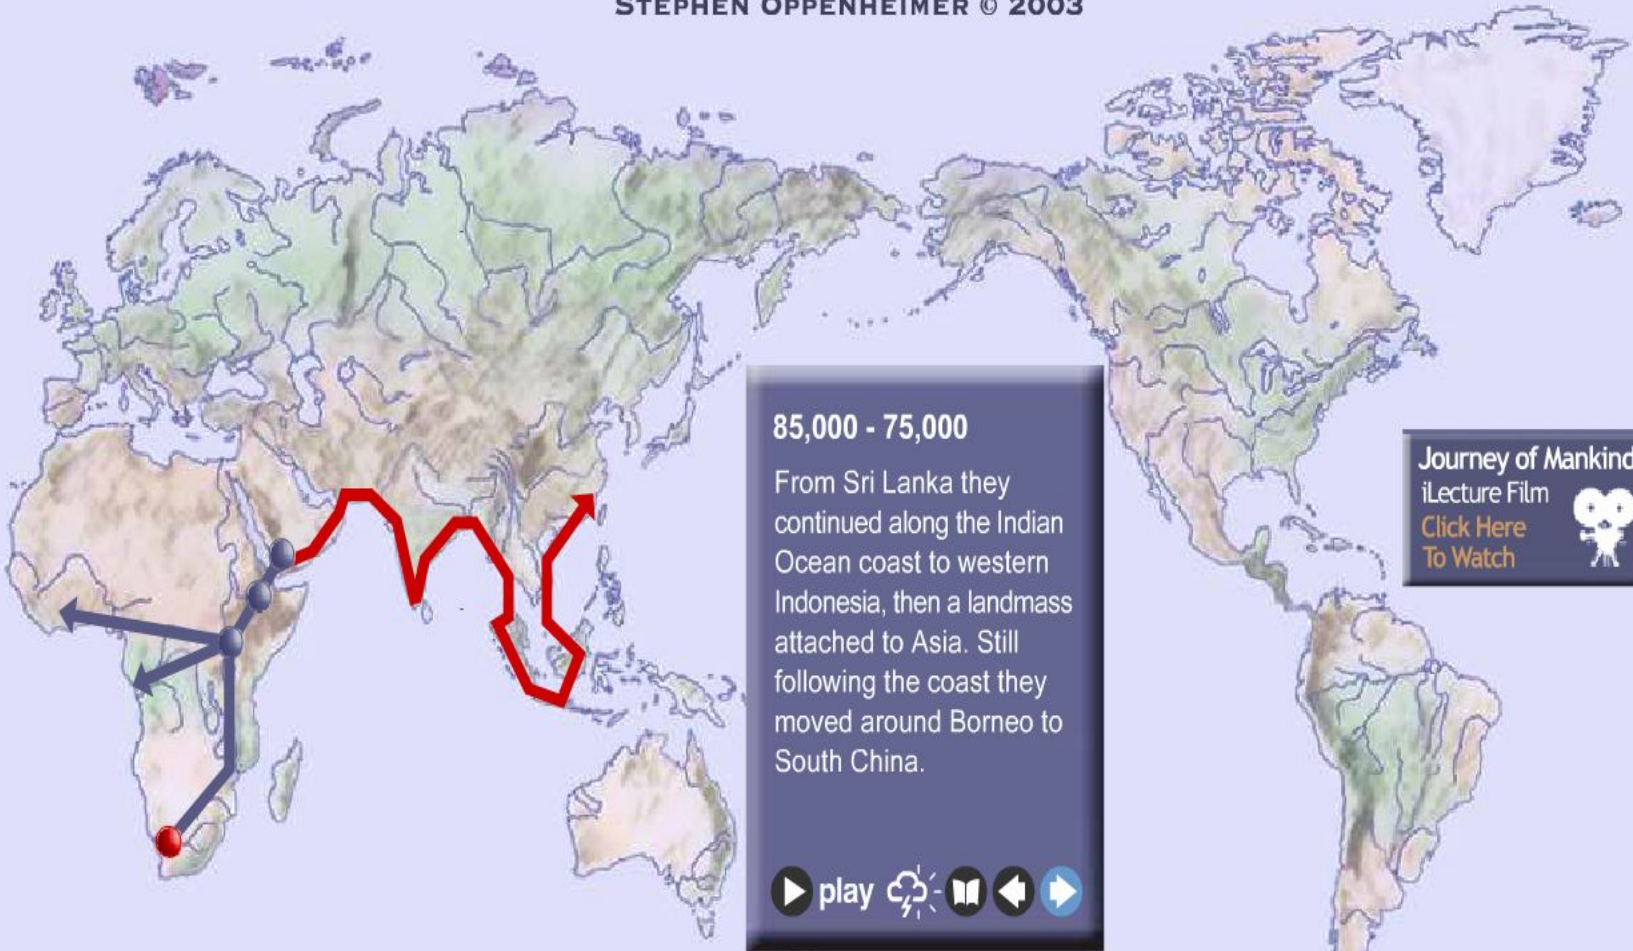 STEPHEN OPPENHEIMER © 2003
85,000 - 75,000
From Sri Lanka they
continued along the Indian
Ocean coast to western
Indonesia, then a landmass
attached to Asia. Still
following the coast they
moved around Borneo to
South China.
play
Journey of Mankind
iLecture Film
Click Here
To Watch